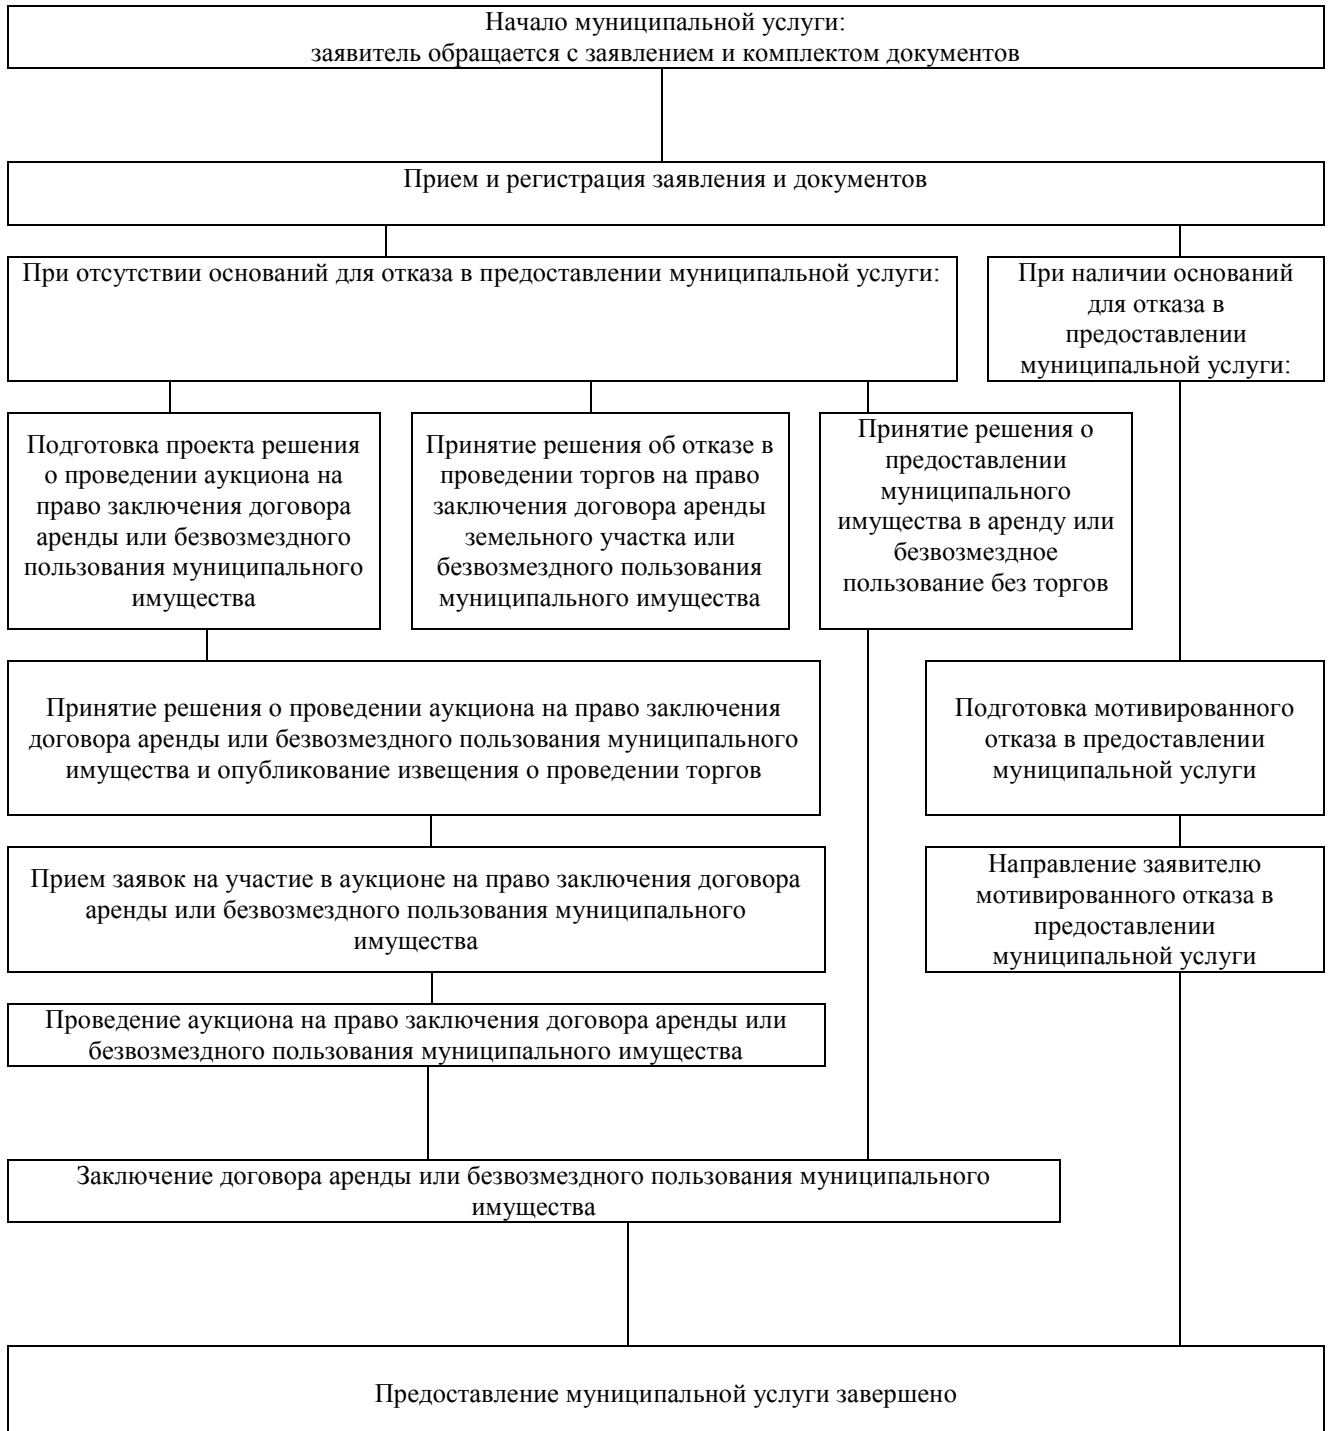 Начало муниципальной услуги:
заявитель обращается с заявлением и комплектом документов
Прием и регистрация заявления и документов
При отсутствии оснований для отказа в предоставлении муниципальной услуги:
При наличии оснований
для отказа в
предоставлении
муниципальной услуги:
Подготовка проекта решения
о проведении аукциона на
право заключения договора
аренды или безвозмездного
пользования муниципального
имущества
Принятие решения об отказе в
проведении торгов на право
заключения договора аренды
земельного участка или
безвозмездного пользования
муниципального имущества
Принятие решения о
предоставлении
муниципального
имущества в аренду или
безвозмездное
пользование без торгов
Принятие решения о проведении аукциона на право заключения
договора аренды или безвозмездного пользования муниципального
имущества и опубликование извещения о проведении торгов
Подготовка мотивированного
отказа в предоставлении
муниципальной услуги
Прием заявок на участие в аукционе на право заключения договора
аренды или безвозмездного пользования муниципального
имущества
Направление заявителю
мотивированного отказа в
предоставлении
муниципальной услуги
Проведение аукциона на право заключения договора аренды или
безвозмездного пользования муниципального имущества
Заключение договора аренды или безвозмездного пользования муниципального
имущества
Предоставление муниципальной услуги завершено